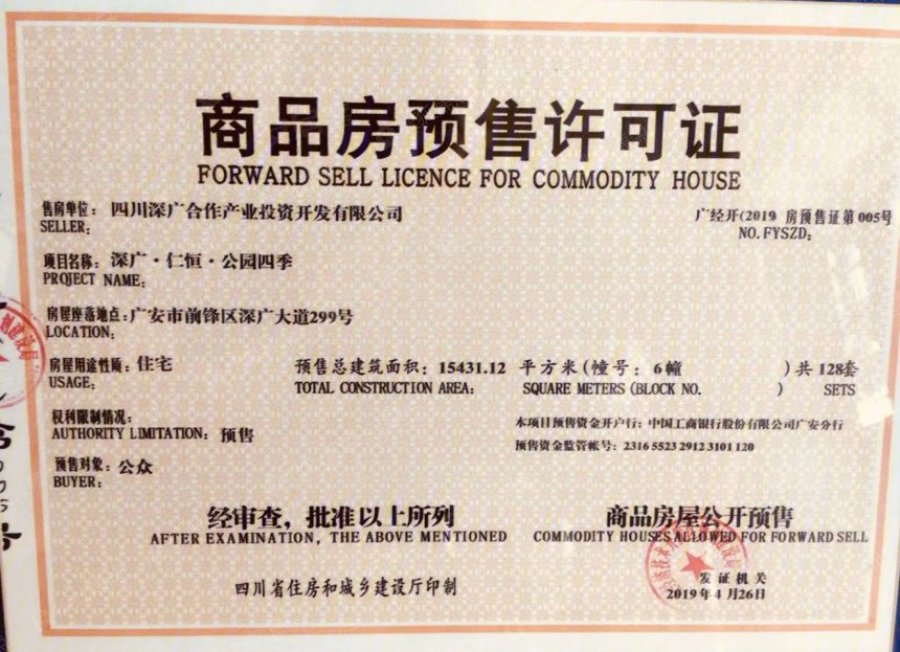 商品房预售许可证
FORWARD SELL LICENCE FOR COMMODITY HOUSE
售房单位：四川深广合作产业投资开发有限公司
SELLER:
广经开(2019 房预售证第005号
NO.FYSZD:
项目名称：深广·仁恒·公园四季
PROJECT NAME:
房屋座落地点：广安市前锋区深广大道299号
LOCATION:
房屋用途性质：住宅 预售总建筑面积：15431.12 平方米(幢号：6幢 )共128套
USAGE: TOTAL CONSTRUCTION AREA: SQUARE METERS (BLOCK NO. ) SETS
权利限制情况：
AUTHORITY LIMITATION: 预售
本项目预售资金开户行：中国工商银行股份有限公司广安分行
预售资金监管帐号：2316 5523 2912 3101 120
预售对象：公众
BUYER:
经审查，批准以上所列 商品房屋公开预售
AFTER EXAMINATION, THE ABOVE MENTIONED COMMODITY HOUSES ALLOWED FOR FORWARD SELL
四川省住房和城乡建设厅印制
发证机关
2019年4月26日